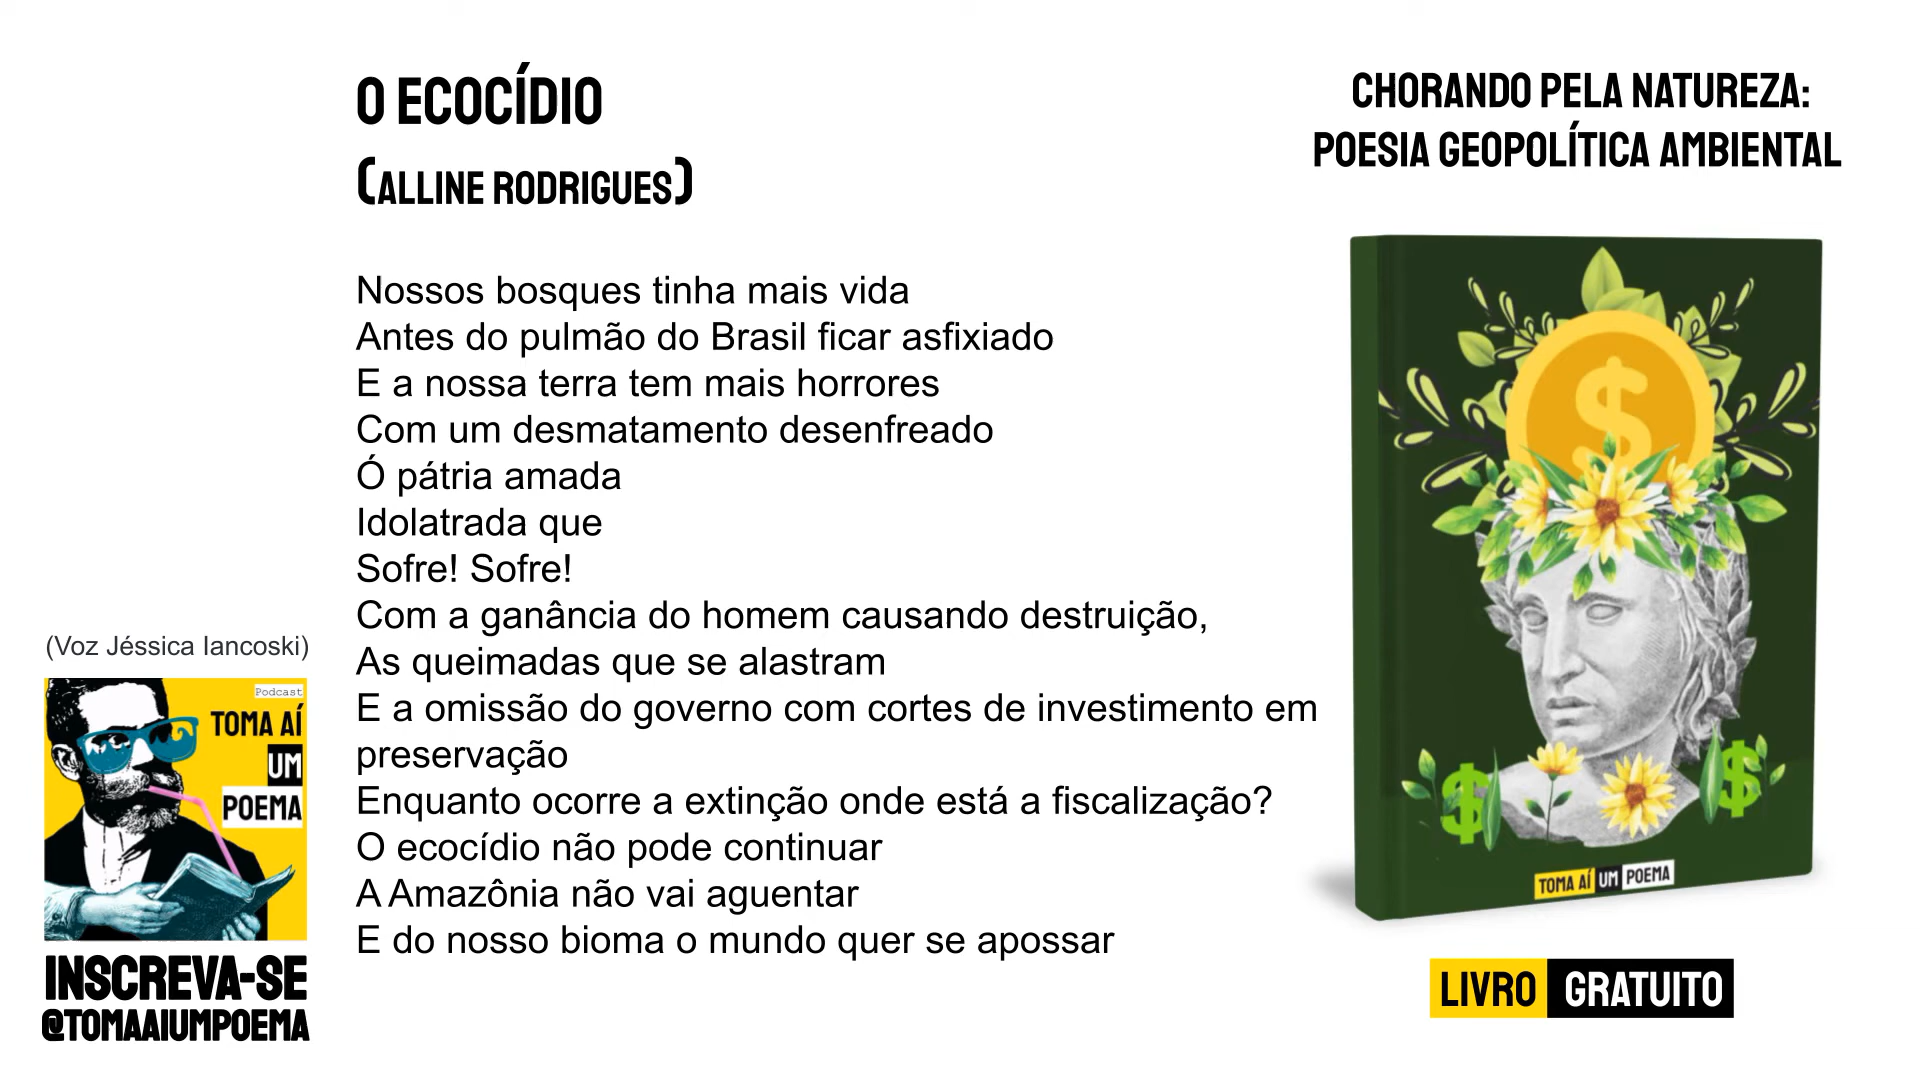 O ECOCÍDIO
(ALLINE RODRIGUES)
Nossos bosques tinha mais vida
Antes do pulmão do Brasil ficar asfixiado
E a nossa terra tem mais horrores
Com um desmatamento desenfreado
Ó pátria amada
Idolatrada que
Sofre! Sofre!
Com a ganância do homem causando destruição,
As queimadas que se alastram
E a omissão do governo com cortes de investimento em
preservação
Enquanto ocorre a extinção onde está a fiscalização?
O ecocídio não pode continuar
A Amazônia não vai aguentar
E do nosso bioma o mundo quer se apossar
(Voz Jéssica Iancoski)
Podcast
TOMA AÍ
UM
POEMA
INSCREVA-SE
@TOMAAIUMPOEMA
CHORANDO PELA NATUREZA:
POESIA GEOPOLÍTICA AMBIENTAL
$
$ $
TOMA AÍ UM POEMA
LIVRO GRATUITO